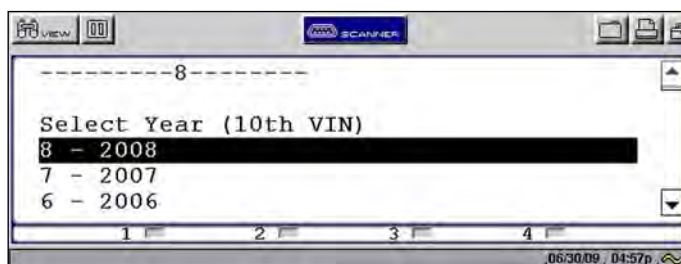 VIEW SCANNER
---------8--------
Select Year (10th VIN)
8 - 2008
7 - 2007
6 - 2006
1 2 3 4
06/30/09 04:57p